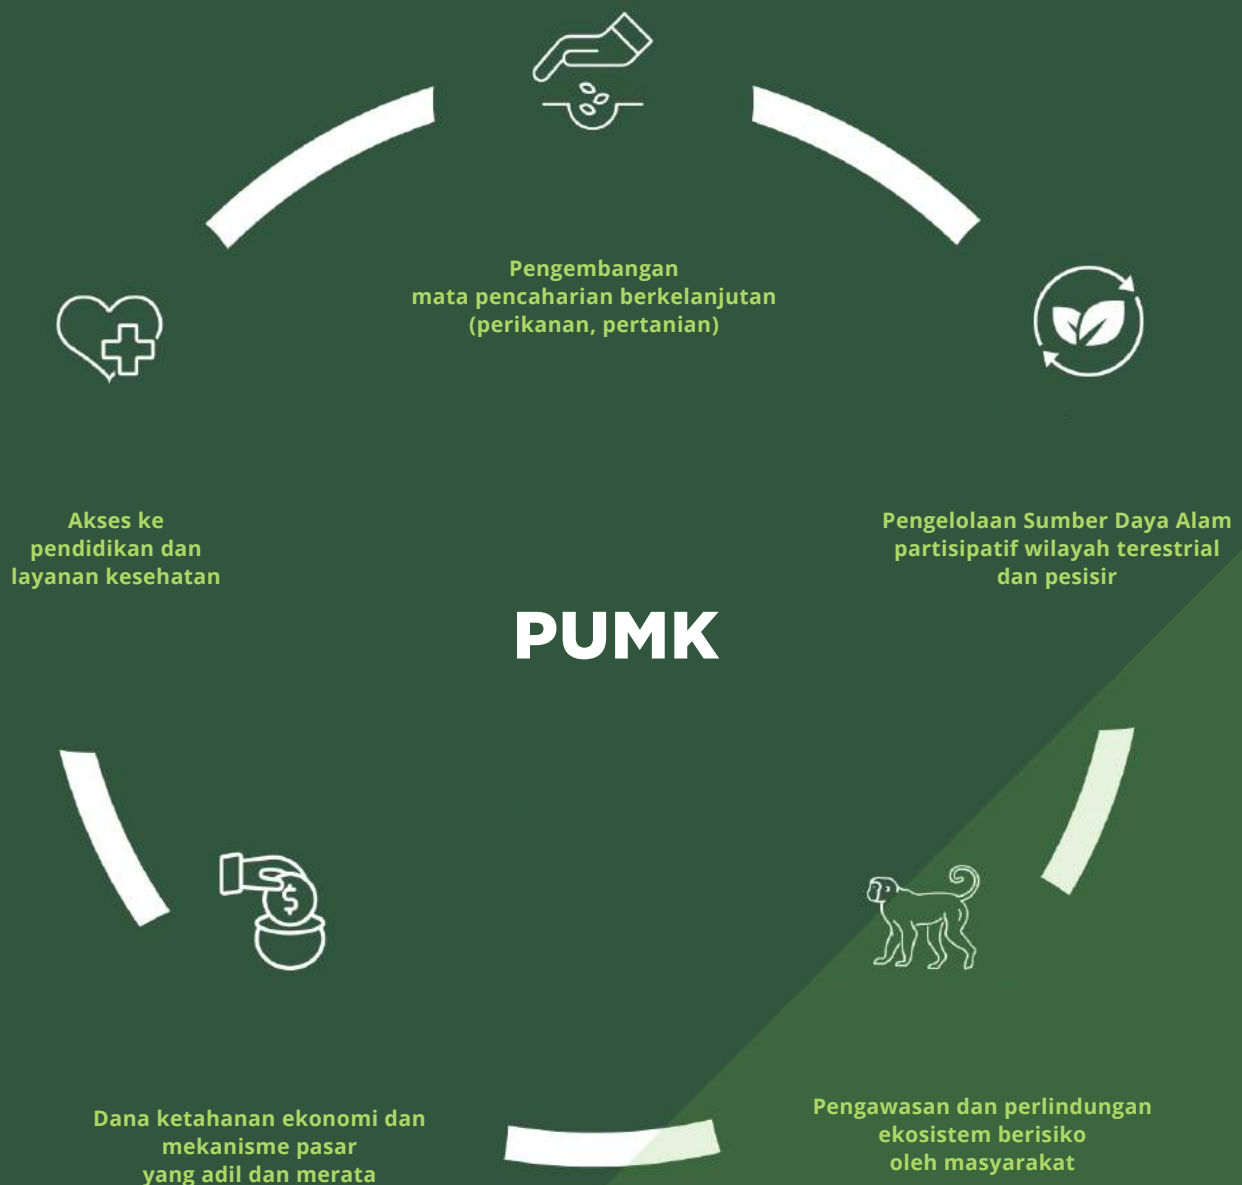 Pengembangan
mata pencaharian berkelanjutan
(perikanan, pertanian)
Akses ke
pendidikan dan
layanan kesehatan
Pengelolaan Sumber Daya Alam
partisipatif wilayah terestrial
dan pesisir
PUMK
$
Dana ketahanan ekonomi dan
mekanisme pasar
yang adil dan merata
Pengawasan dan perlindungan
ekosistem berisiko
oleh masyarakat